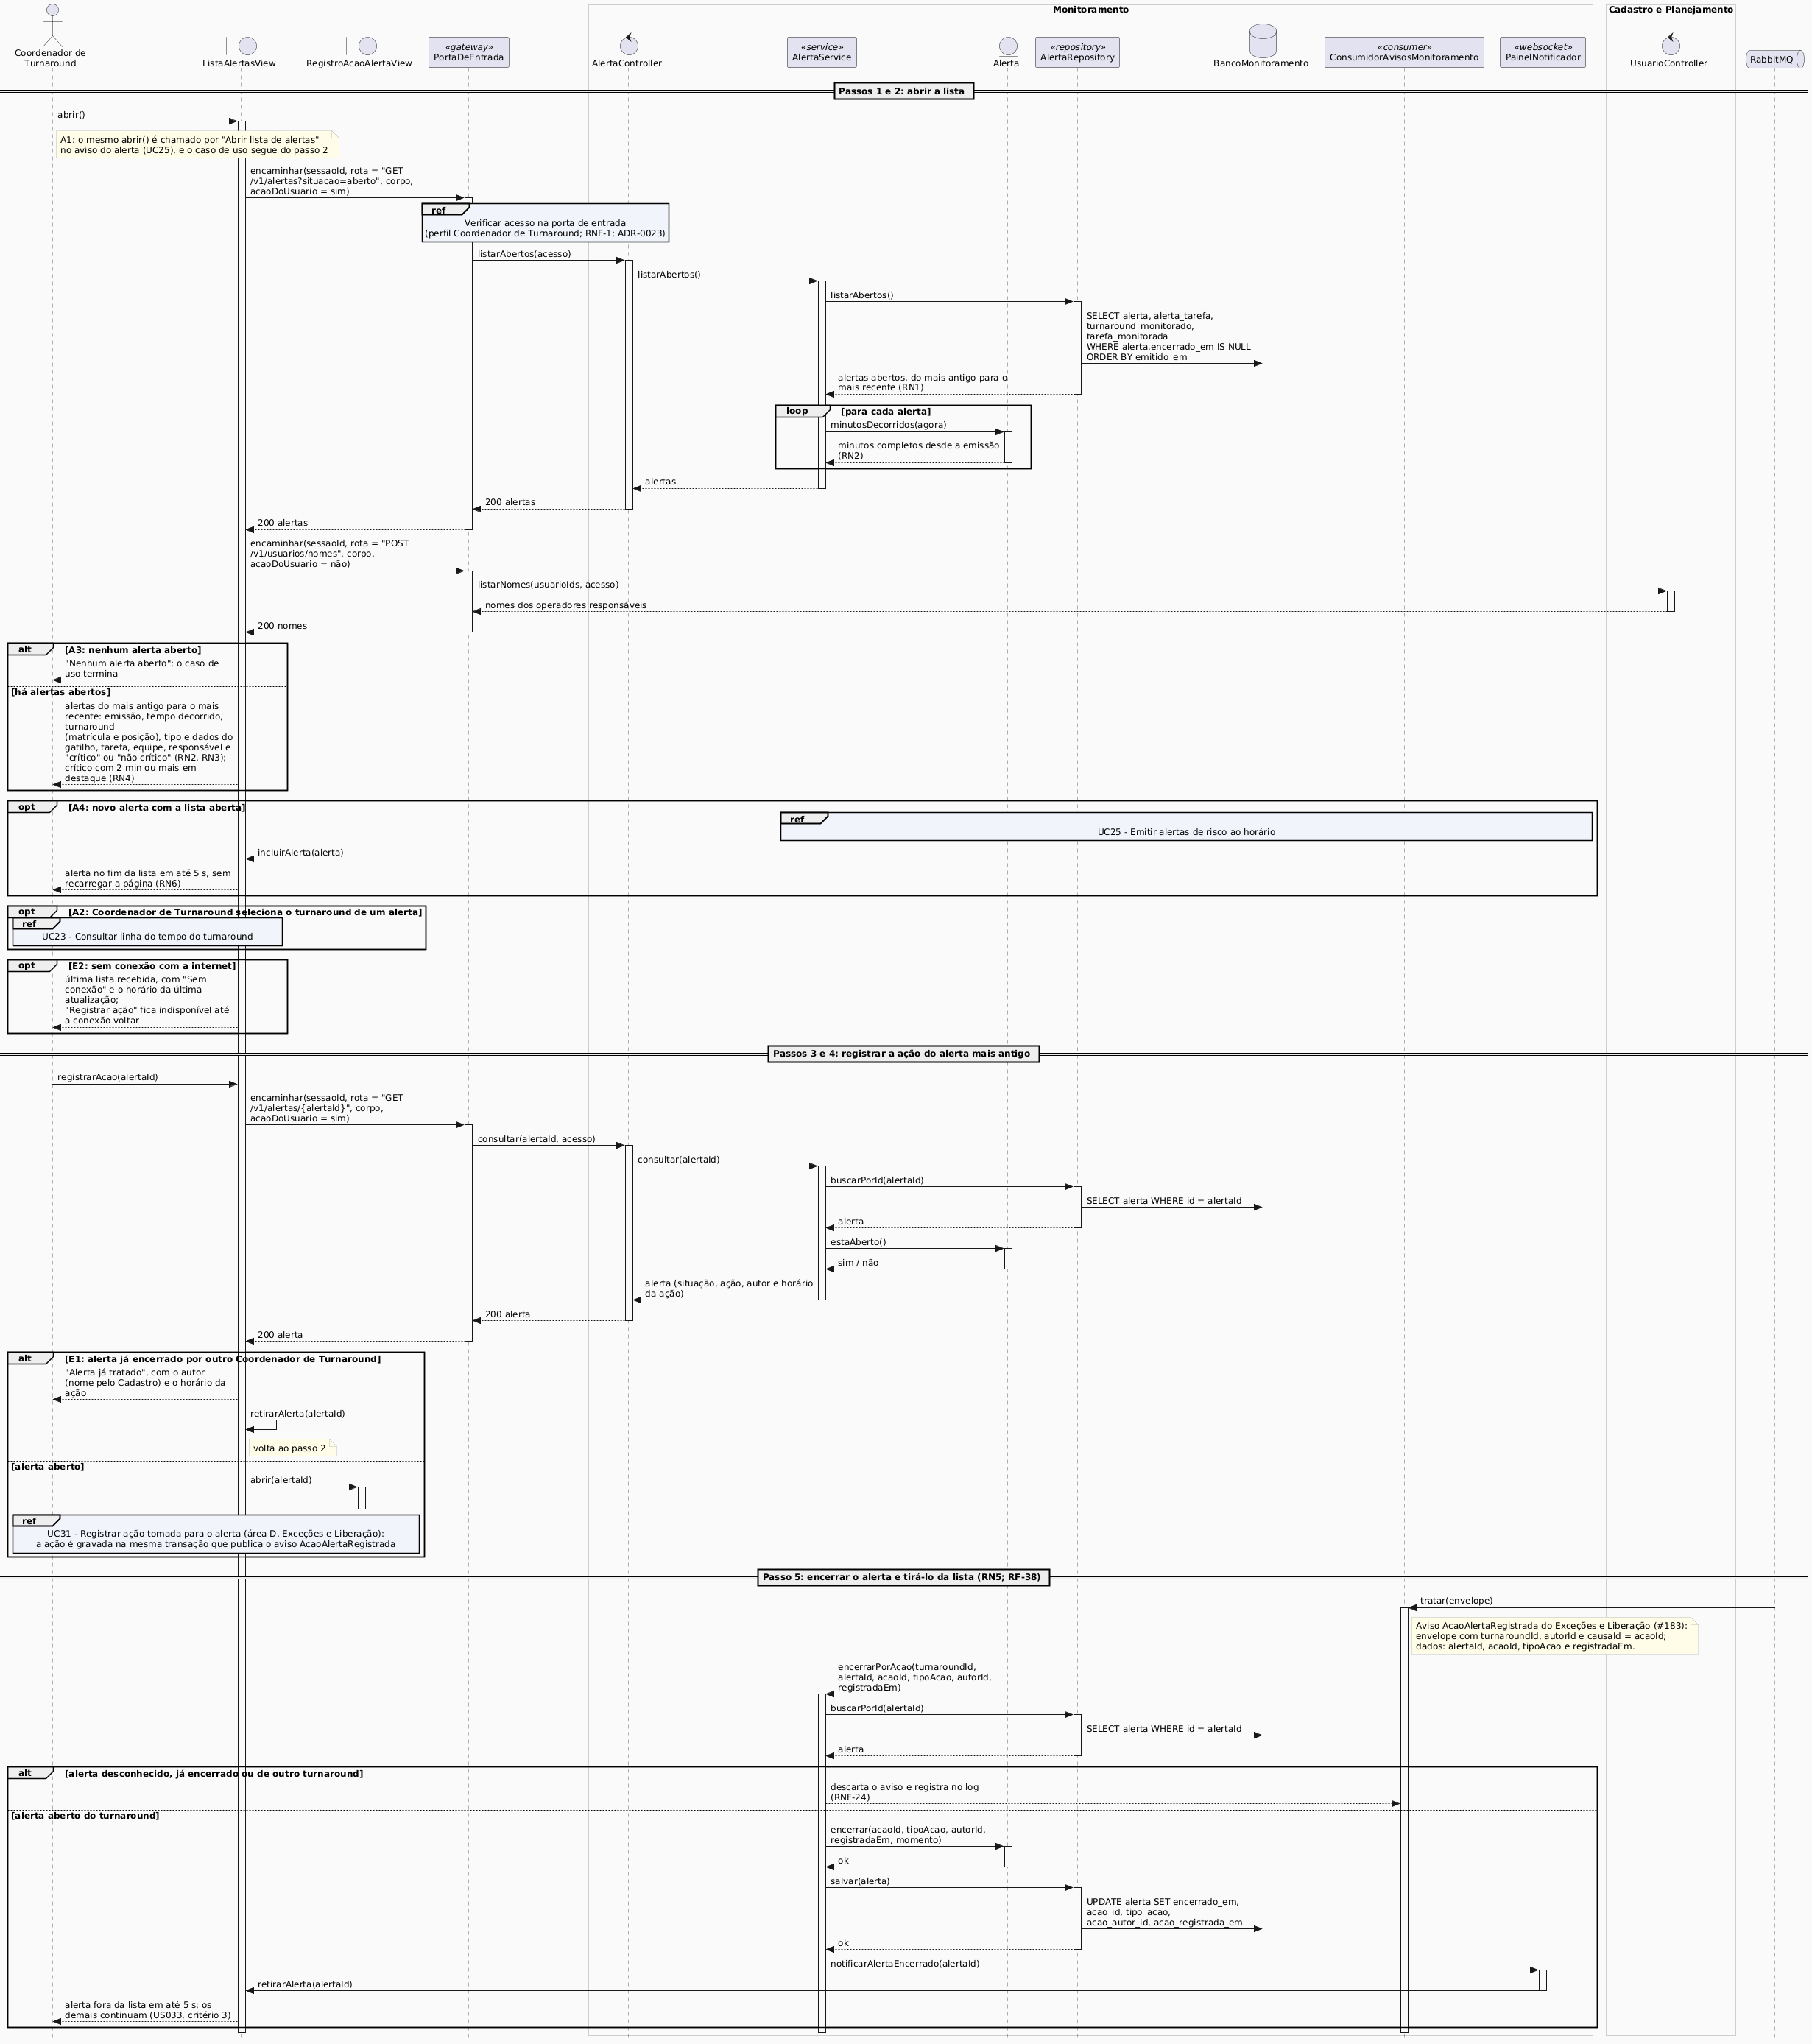 Monitoramento
Cadastro e Planejamento
Coordenador de
Turnaround
ListaAlertasView
RegistroAcaoAlertaView
«gateway»
PortaDeEntrada
AlertaController
«service»
AlertaService
Alerta
«repository»
AlertaRepository
BancoMonitoramento
«consumer»
ConsumidorAvisosMonitoramento
«websocket»
PainelNotificador
UsuarioController
RabbitMQ
Passos 1 e 2: abrir a lista
abrir()
A1: o mesmo abrir() é chamado por "Abrir lista de alertas"
no aviso do alerta (UC25), e o caso de uso segue do passo 2
encaminhar(sessaoId, rota = "GET
/v1/alertas?situacao=aberto", corpo,
acaoDoUsuario = sim)
ref
Verificar acesso na porta de entrada
(perfil Coordenador de Turnaround; RNF-1; ADR-0023)
listarAbertos(acesso)
listarAbertos()
listarAbertos()
SELECT alerta, alerta_tarefa,
turnaround_monitorado,
tarefa_monitorada
WHERE alerta.encerrado_em IS NULL
ORDER BY emitido_em
alertas abertos, do mais antigo para o
mais recente (RN1)
loop
[para cada alerta]
minutosDecorridos(agora)
minutos completos desde a emissão
(RN2)
alertas
200 alertas
200 alertas
encaminhar(sessaoId, rota = "POST
/v1/usuarios/nomes", corpo,
acaoDoUsuario = não)
listarNomes(usuarioIds, acesso)
nomes dos operadores responsáveis
200 nomes
alt
[A3: nenhum alerta aberto]
"Nenhum alerta aberto"; o caso de
uso termina
[há alertas abertos]
alertas do mais antigo para o mais
recente: emissão, tempo decorrido,
turnaround
(matrícula e posição), tipo e dados do
gatilho, tarefa, equipe, responsável e
"crítico" ou "não crítico" (RN2, RN3);
crítico com 2 min ou mais em
destaque (RN4)
opt
[A4: novo alerta com a lista aberta]
ref
UC25 - Emitir alertas de risco ao horário
incluirAlerta(alerta)
alerta no fim da lista em até 5 s, sem
recarregar a página (RN6)
opt
[A2: Coordenador de Turnaround seleciona o turnaround de um alerta]
ref
UC23 - Consultar linha do tempo do turnaround
opt
[E2: sem conexão com a internet]
última lista recebida, com "Sem
conexão" e o horário da última
atualização;
"Registrar ação" fica indisponível até
a conexão voltar
Passos 3 e 4: registrar a ação do alerta mais antigo
registrarAcao(alertaId)
encaminhar(sessaoId, rota = "GET
/v1/alertas/{alertaId}", corpo,
acaoDoUsuario = sim)
consultar(alertaId, acesso)
consultar(alertaId)
buscarPorId(alertaId)
SELECT alerta WHERE id = alertaId
alerta
estaAberto()
sim / não
alerta (situação, ação, autor e horário
da ação)
200 alerta
200 alerta
alt
[E1: alerta já encerrado por outro Coordenador de Turnaround]
"Alerta já tratado", com o autor
(nome pelo Cadastro) e o horário da
ação
retirarAlerta(alertaId)
volta ao passo 2
[alerta aberto]
abrir(alertaId)
ref
UC31 - Registrar ação tomada para o alerta (área D, Exceções e Liberação):
a ação é gravada na mesma transação que publica o aviso AcaoAlertaRegistrada
Passo 5: encerrar o alerta e tirá-lo da lista (RN5; RF-38)
tratar(envelope)
Aviso AcaoAlertaRegistrada do Exceções e Liberação (#183):
envelope com turnaroundId, autorId e causaId = acaoId;
dados: alertaId, acaoId, tipoAcao e registradaEm.
encerrarPorAcao(turnaroundId,
alertaId, acaoId, tipoAcao, autorId,
registradaEm)
buscarPorId(alertaId)
SELECT alerta WHERE id = alertaId
alerta
alt
[alerta desconhecido, já encerrado ou de outro turnaround]
descarta o aviso e registra no log
(RNF-24)
[alerta aberto do turnaround]
encerrar(acaoId, tipoAcao, autorId,
registradaEm, momento)
ok
salvar(alerta)
UPDATE alerta SET encerrado_em,
acao_id, tipo_acao,
acao_autor_id, acao_registrada_em
ok
notificarAlertaEncerrado(alertaId)
retirarAlerta(alertaId)
alerta fora da lista em até 5 s; os
demais continuam (US033, critério 3)